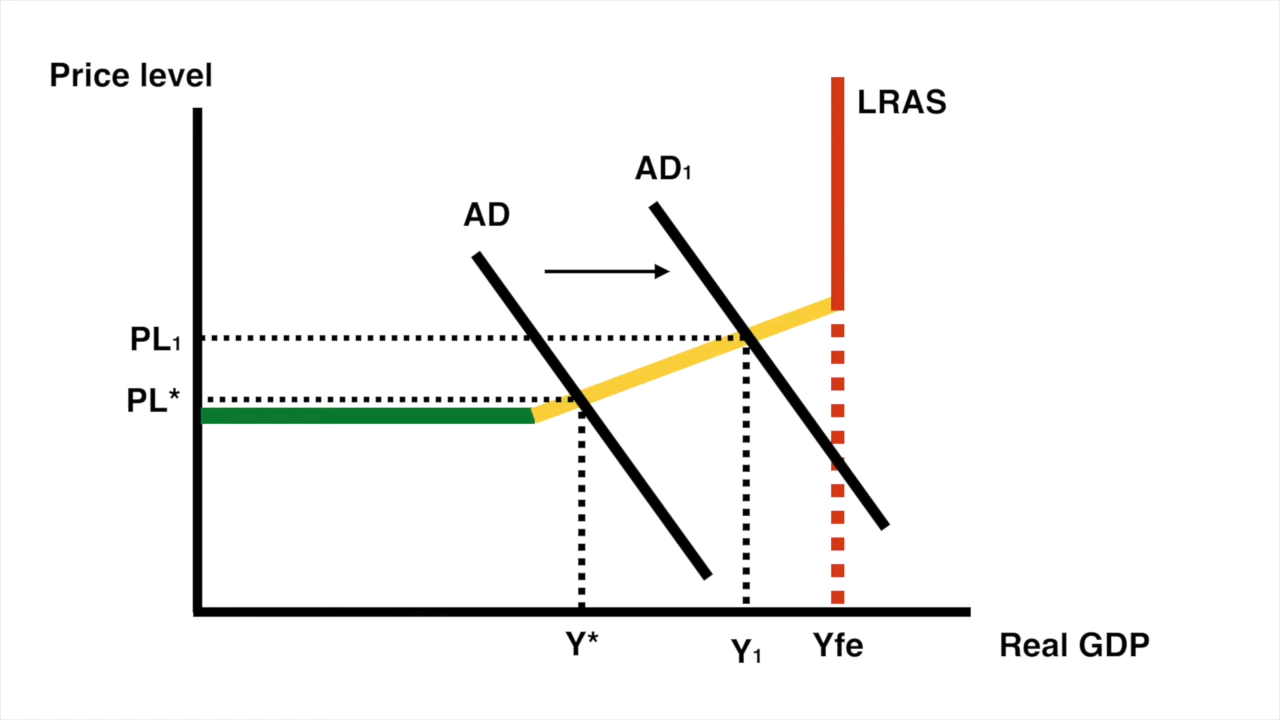 Price level
LRAS
AD₁
AD
PL₁
PL*
Y*
Y₁
Yfe
Real GDP